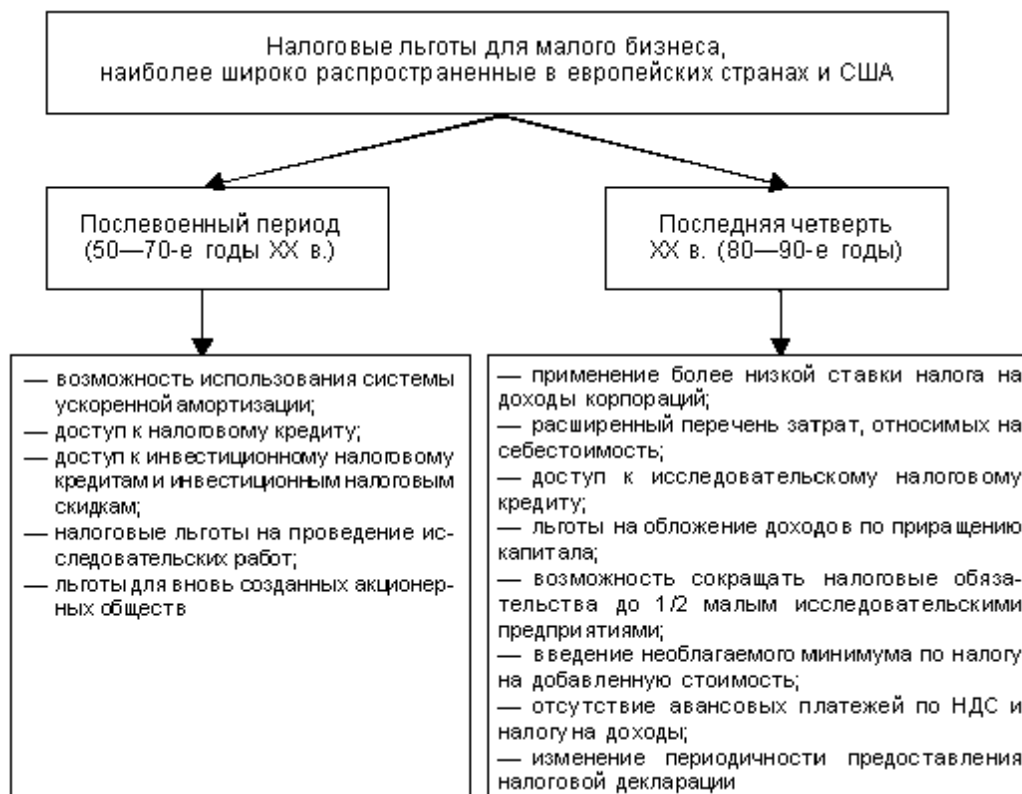 Налоговые льготы для малого бизнеса,
наиболее широко распространенные в европейских странах и США
Послевоенный период
(50—70-е годы XX в.)
Последняя четверть
XX в. (80—90-е годы)
— возможность использования системы
ускоренной амортизации;
— доступ к налоговому кредиту;
— доступ к инвестиционному налоговому
кредитам и инвестиционным налоговым
скидкам;
— налоговые льготы на проведение ис-
следовательских работ;
— льготы для вновь созданных акционер-
ных обществ
— применение более низкой ставки налога на
доходы корпораций;
— расширенный перечень затрат, относимых на
себестоимость;
— доступ к исследовательскому налоговому
кредиту;
— льготы на обложение доходов по приращению
капитала;
— возможность сокращать налоговые обяза-
тельства до 1/2 малым исследовательскими
предприятиями;
— введение необлагаемого минимума по налогу
на добавленную стоимость;
— отсутствие авансовых платежей по НДС и
налогу на доходы;
— изменение периодичности предоставления
налоговой декларации